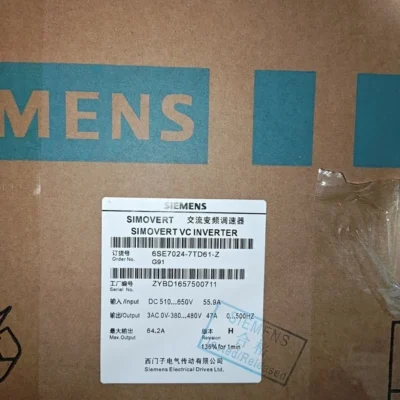 MENS
SIEMENS
SIMOVERT 交流变频调速器
SIMOVERT VC INVERTER
订货号 6SE7024-7TD61-Z
Order No. G91
工厂编号 ZYBD1657500711
Serial No.
输入/Input DC 510...650V 55.9A
输出/Output 3AC 0V-380...480V 47A 0...500HZ
最大输出 64.2A 版本 H
Max.Output Revision
136% for 1min
西门子电气传动有限公司
Siemens Electrical Drives Ltd.
SIEMENS
合格
/Released